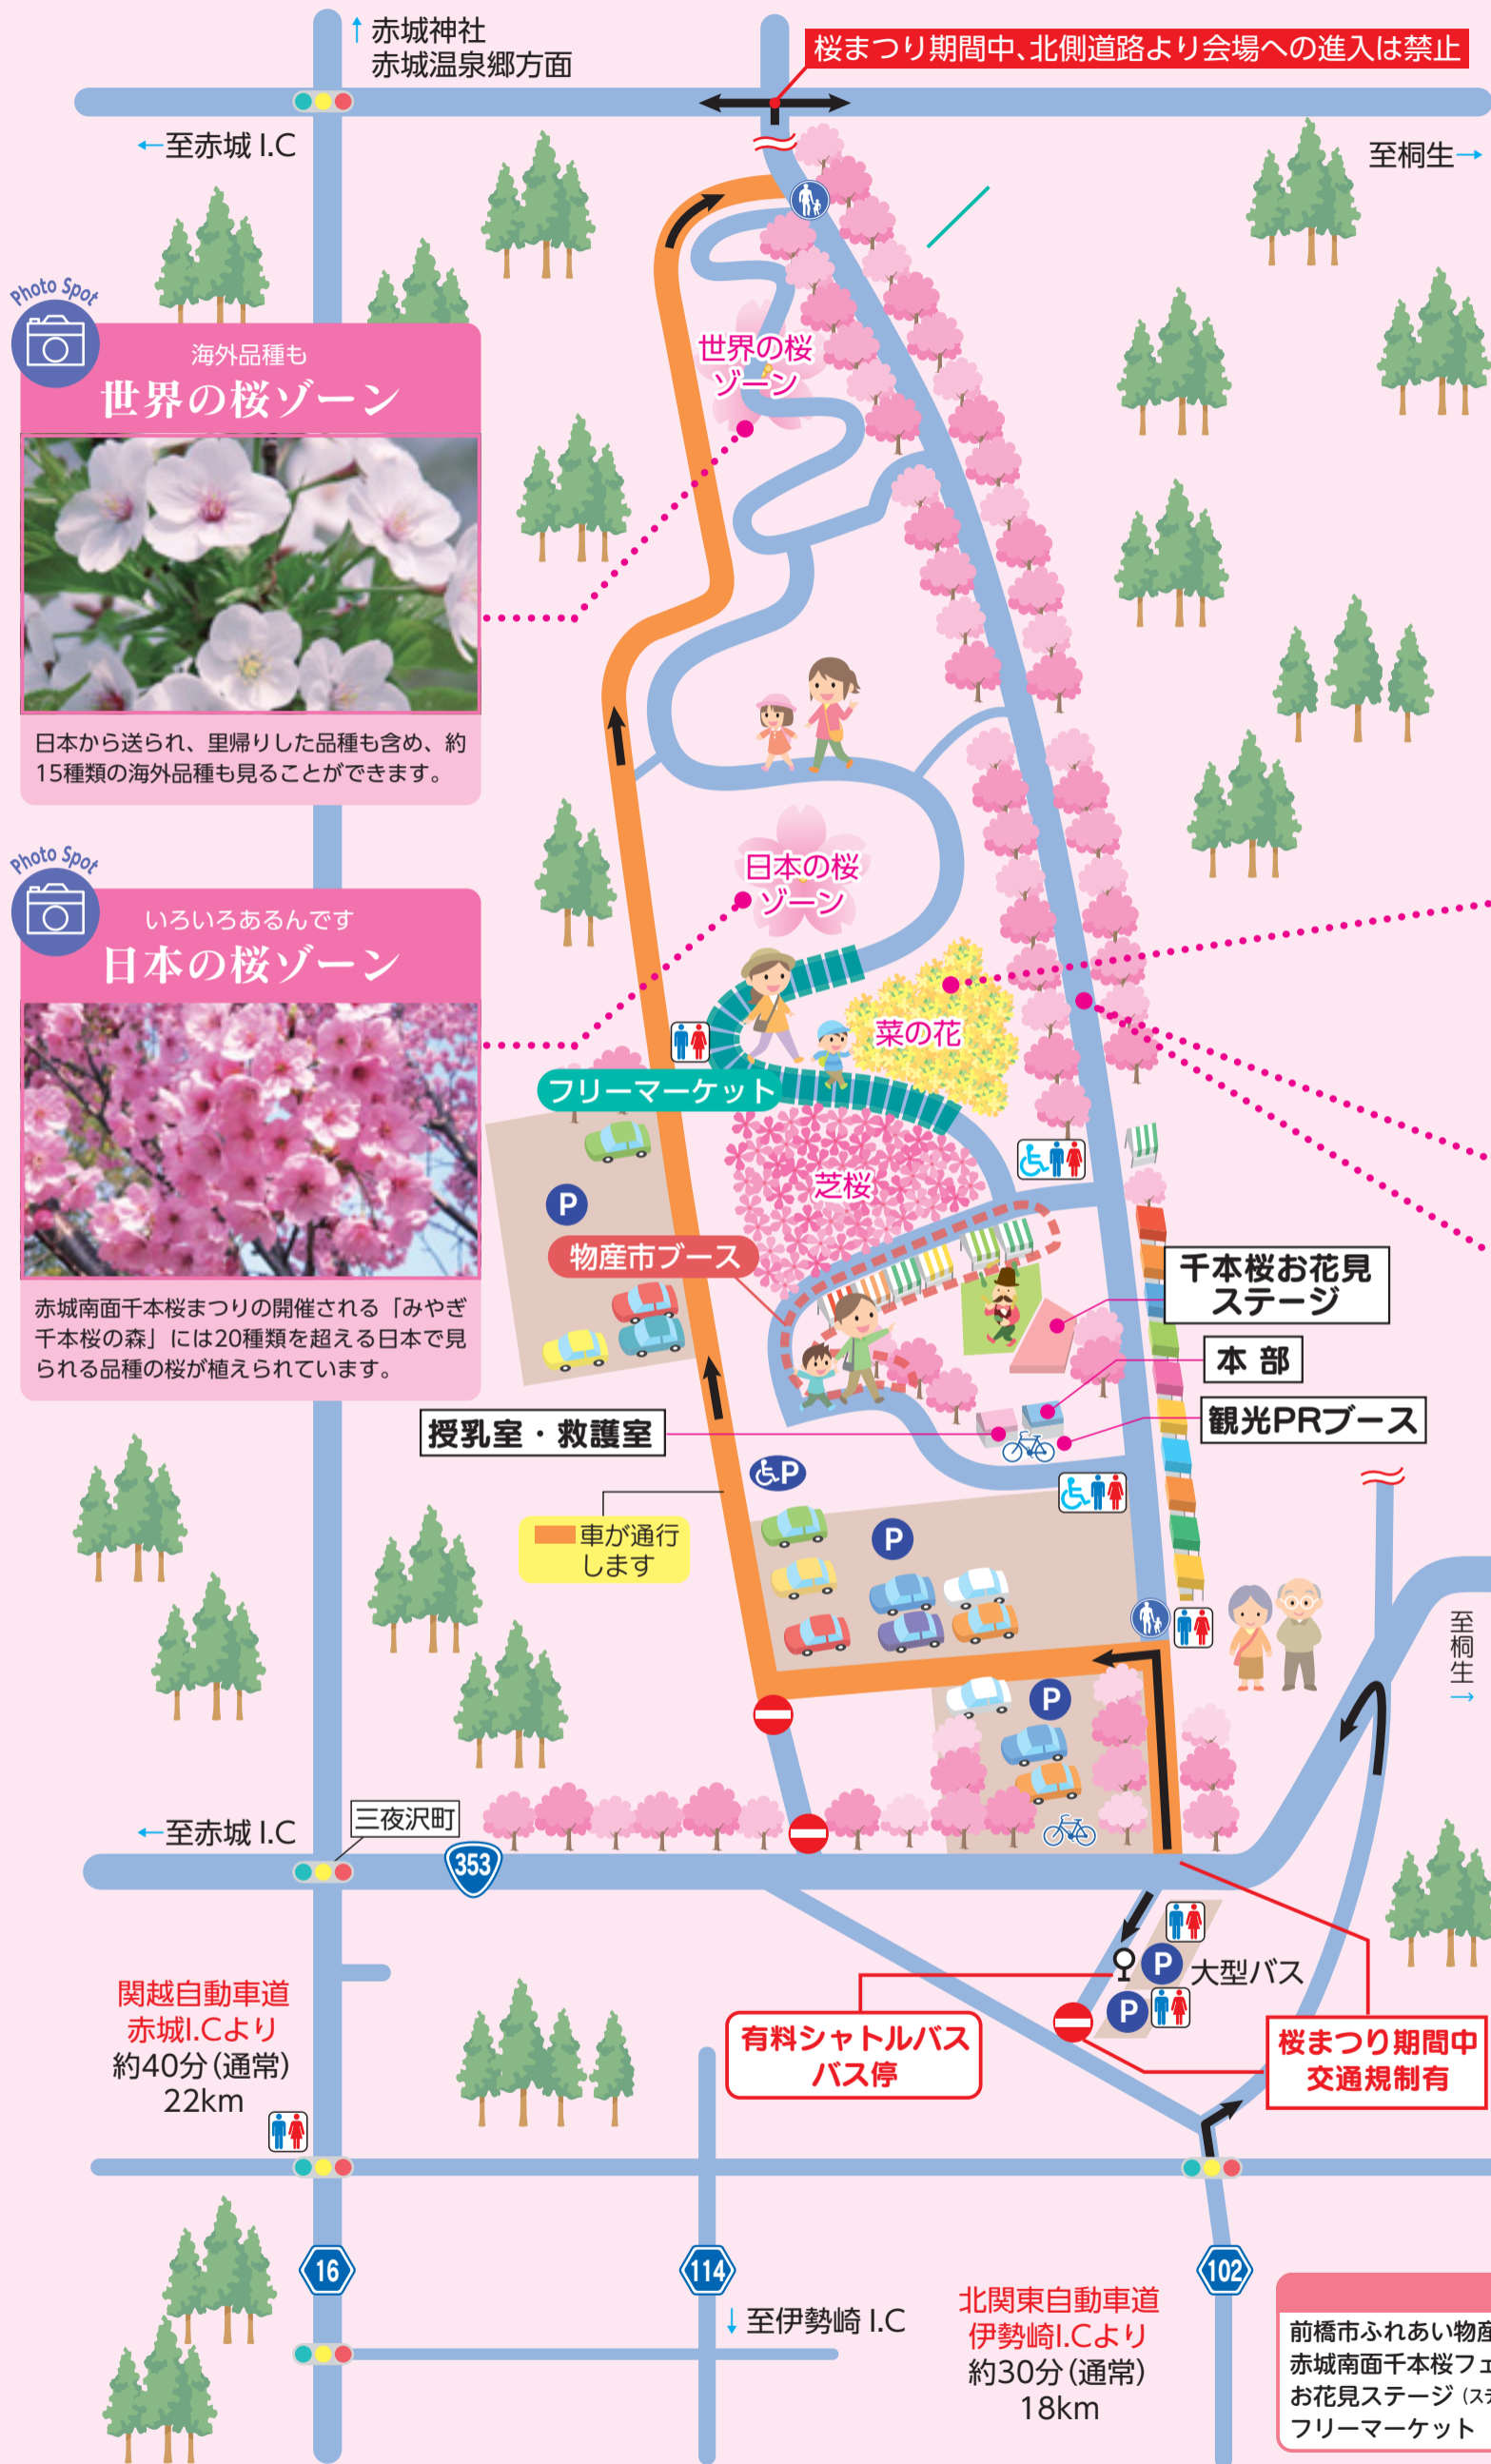 ↑ 赤城神社
赤城温泉郷方面
桜まつり期間中、北側道路より会場への進入は禁止
←至赤城 I.C
至桐生→
Photo Spot
海外品種も
世界の桜ゾーン
日本から送られ、里帰りした品種も含め、約
15種類の海外品種も見ることができます。
世界の桜
ゾーン
Photo Spot
いろいろあるんです
日本の桜ゾーン
赤城南面千本桜まつりの開催される「みやぎ
千本桜の森」には20種類を超える日本で見
られる品種の桜が植えられています。
日本の桜
ゾーン
菜の花
フリーマーケット
芝桜
P
物産市ブース
千本桜お花見
ステージ
本 部
観光PRブース
授乳室・救護室
P
P
車が通行
します
至桐生→
P
←至赤城 I.C
三夜沢町
353
関越自動車道
赤城I.Cより
約40分（通常）
22km
P 大型バス
P
有料シャトルバス
バス停
桜まつり期間中
交通規制有
16
114
102
↓ 至伊勢崎 I.C
北関東自動車道
伊勢崎I.Cより
約30分（通常）
18km
前橋市ふれあい物産
赤城南面千本桜フェ
お花見ステージ（ステ
フリーマーケット